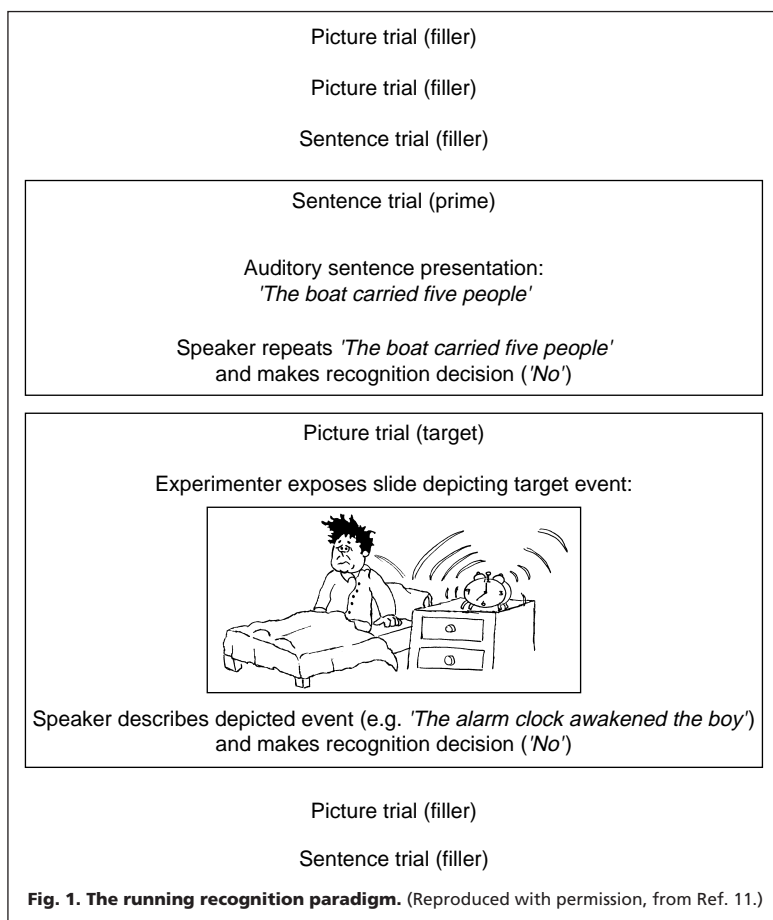 Picture trial (filler)
Picture trial (filler)
Sentence trial (filler)
Sentence trial (prime)
Auditory sentence presentation:
'The boat carried five people'
Speaker repeats 'The boat carried five people'
and makes recognition decision ('No')
Picture trial (target)
Experimenter exposes slide depicting target event:
Speaker describes depicted event (e.g. 'The alarm clock awakened the boy')
and makes recognition decision ('No')
Picture trial (filler)
Sentence trial (filler)
Fig. 1. The running recognition paradigm. (Reproduced with permission, from Ref. 11.)